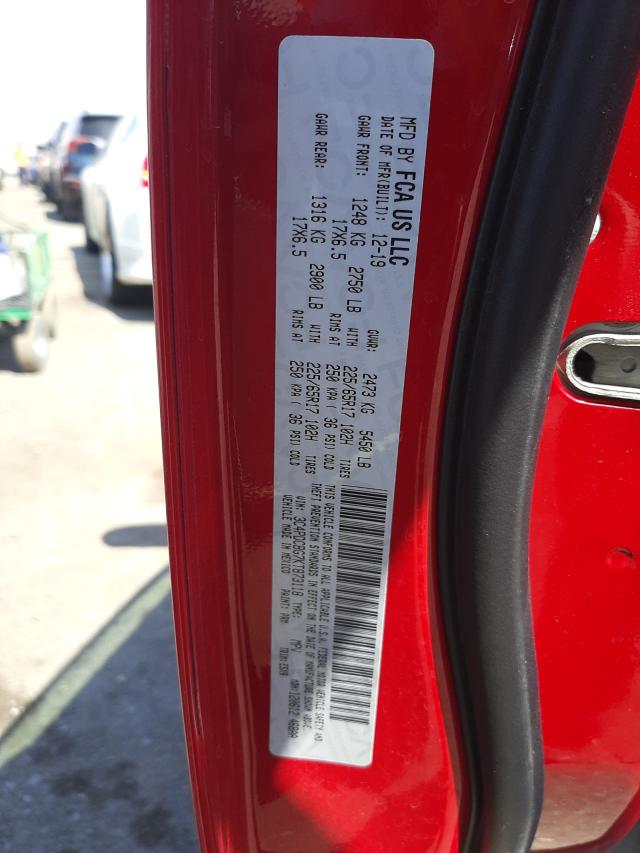 MFD BY FCA US LLC
DATE OF MFR(BUILT): 12-19 GVWR: 2473 KG 5450 LB
GAWR FRONT: 1248 KG 2750 LB WITH 225/65R17 102H TIRES
17X6.5 RIMS AT 250 KPA ( 36 PSI) COLD
GAWR REAR: 1316 KG 2900 LB WITH 225/65R17 102H TIRES
17X6.5 RIMS AT 250 KPA ( 36 PSI) COLD
THIS VEHICLE CONFORMS TO ALL APPLICABLE U.S.A. FEDERAL MOTOR VEHICLE SAFETY AND
THEFT PREVENTION STANDARDS IN EFFECT ON THE DATE OF MANUFACTURE SHOWN ABOVE
VIN: 3C4PDCBG7KT873118 TYPE: MPV
VEHICLE MADE IN MEXICO PAINT: TRIM: